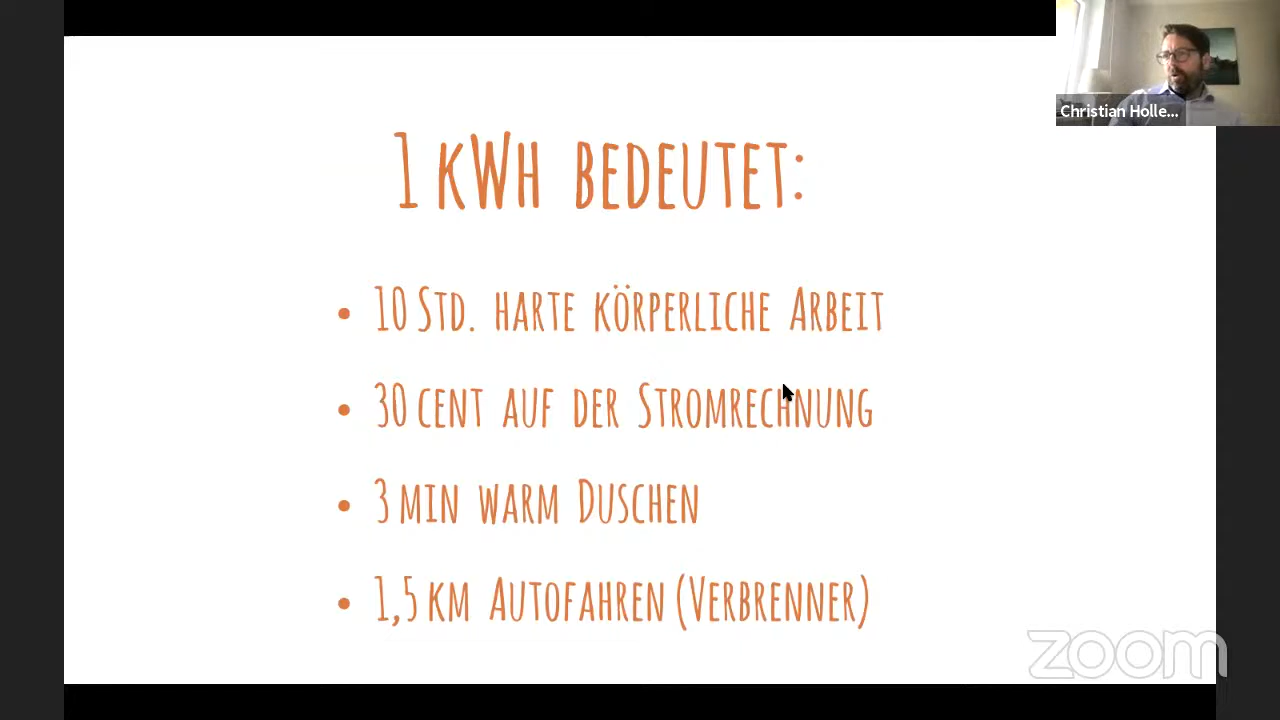 Christian Holle...
1 kWh BEDEUTET:
• 10 STD. HARTE KÖRPERLICHE ARBEIT
• 30 CENT AUF DER STROMRECHNUNG
• 3 MIN WARM DUSCHEN
• 1,5 KM AUTOFAHREN (VERBRENNER)
zoom